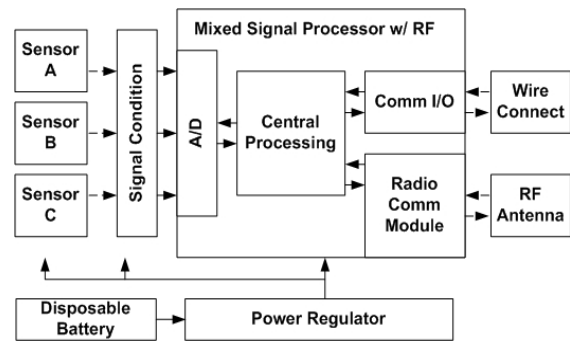 Mixed Signal Processor w/ RF
Sensor
A
Sensor
B
Sensor
C
Signal Condition
A/D
Central
Processing
Comm I/O
Radio
Comm
Module
Wire
Connect
RF
Antenna
Disposable
Battery
Power Regulator